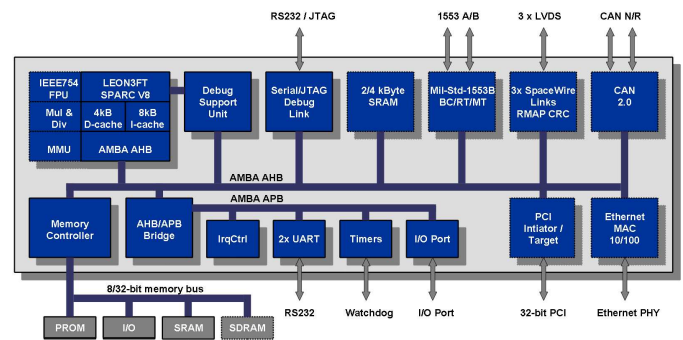 RS232 / JTAG
1553 A/B
3 x LVDS
CAN N/R
IEEE754
FPU
LEON3FT
SPARC V8
Mul &
Div
4kB
D-cache
8kB
I-cache
MMU
AMBA AHB
Debug
Support
Unit
Serial/JTAG
Debug
Link
2/4 kByte
SRAM
Mil-Std-1553B
BC/RT/MT
3x SpaceWire
Links
RMAP CRC
CAN
2.0
AMBA AHB
AMBA APB
Memory
Controller
AHB/APB
Bridge
IrqCtrl
2x UART
Timers
I/O Port
PCI
Intiator /
Target
Ethernet
MAC
10/100
8/32-bit memory bus
RS232
Watchdog
I/O Port
32-bit PCI
Ethernet PHY
PROM
I/O
SRAM
SDRAM